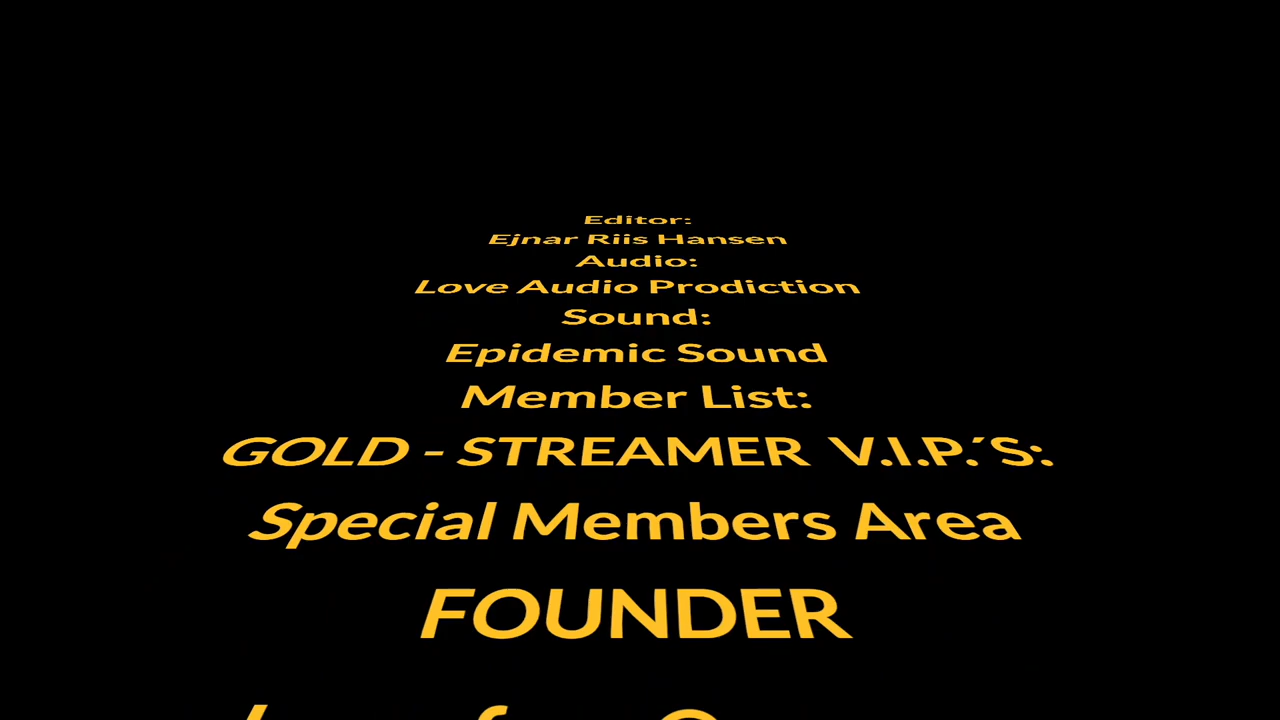 Editor:
Ejnar Riis Hansen
Audio:
Love Audio Prodiction
Sound:
Epidemic Sound
Member List:
GOLD - STREAMER V.I.P.´S:
Special Members Area
FOUNDER